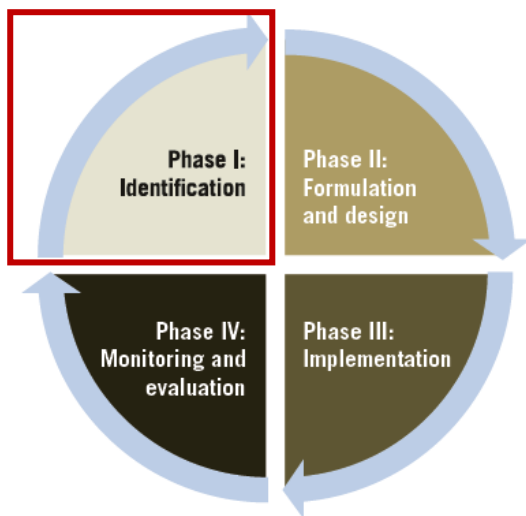 Phase I:
Identification
Phase II:
Formulation
and design
Phase IV:
Monitoring and
evaluation
Phase III:
Implementation